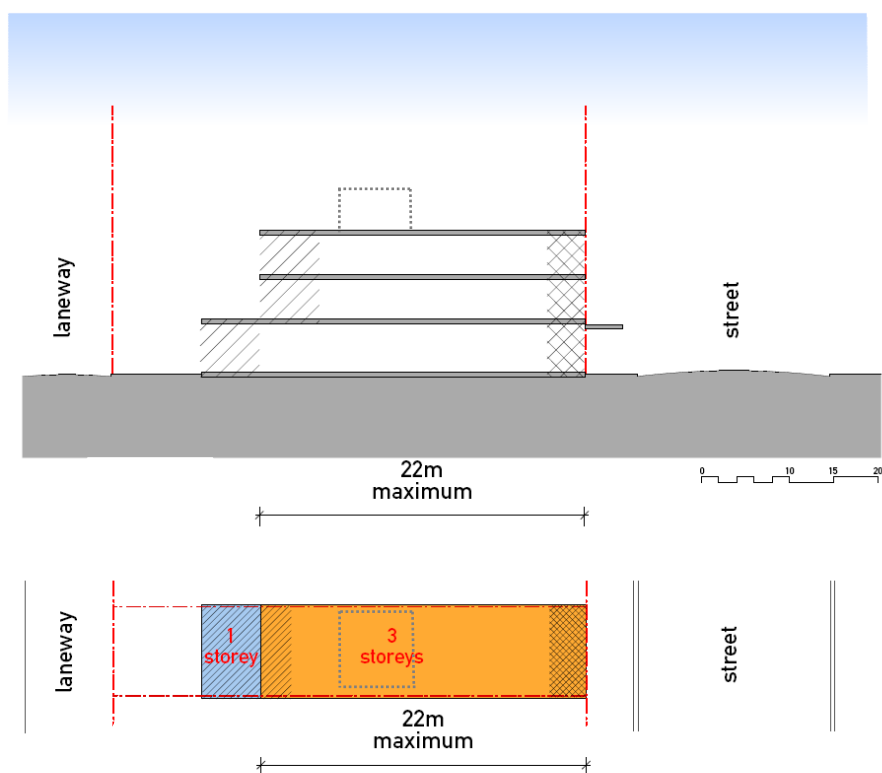 laneway
street
22m
maximum
0 10 15 20
laneway
1
storey
3
storeys
street
22m
maximum